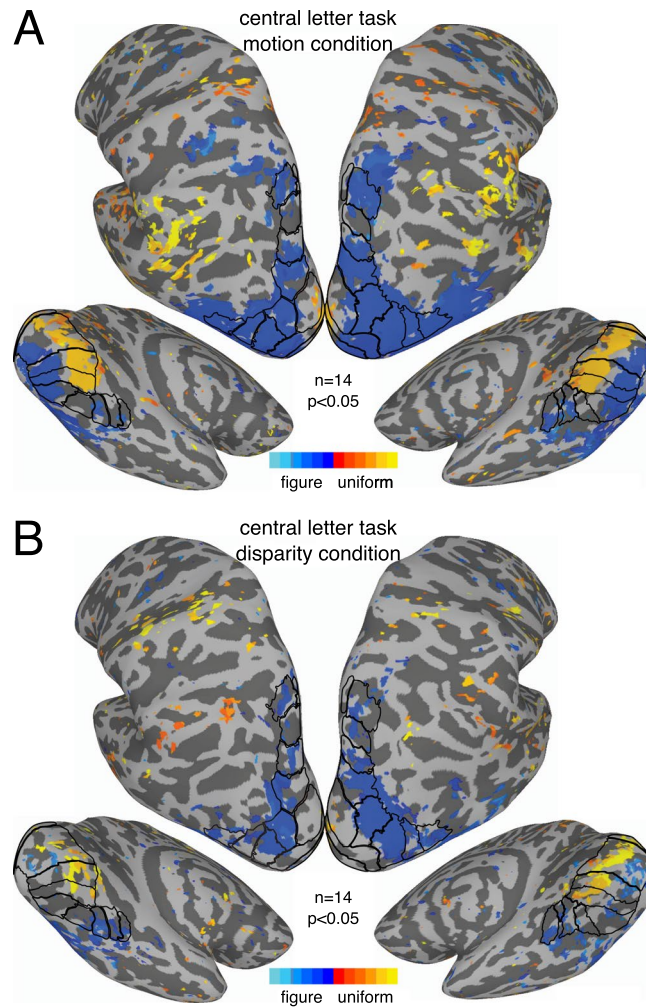 A
central letter task
motion condition
n=14
p<0.05
figure uniform
B
central letter task
disparity condition
n=14
p<0.05
figure uniform